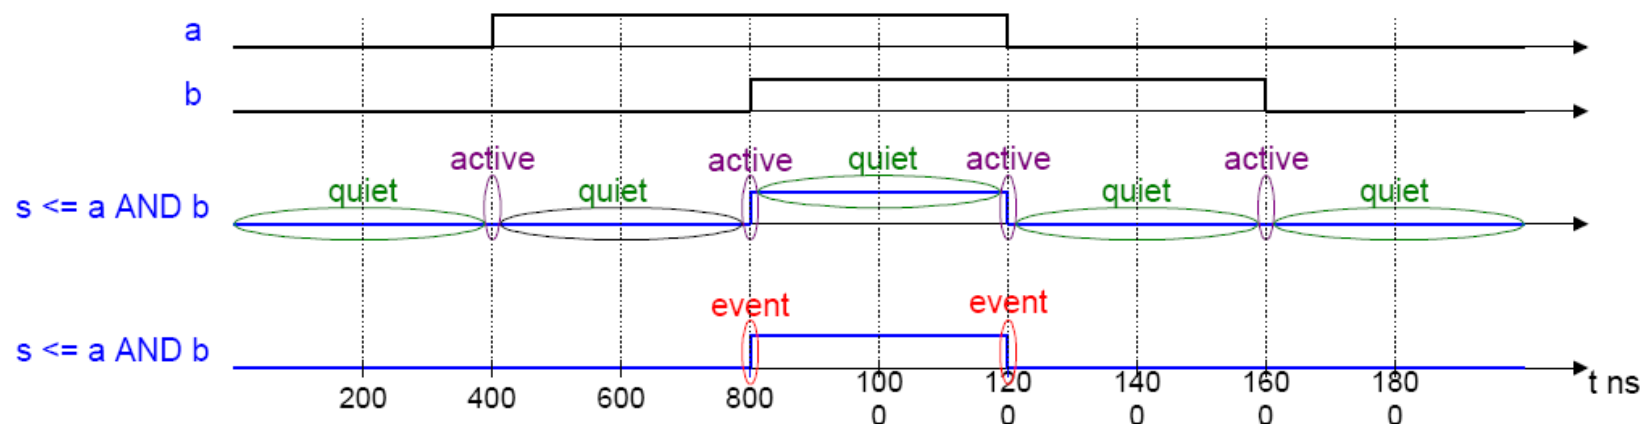 a
b
active
active
quiet
active
active
quiet
quiet
quiet
quiet
s <= a AND b
event
event
s <= a AND b
200
400
600
800
100
0
120
0
140
0
160
0
180
0
t ns